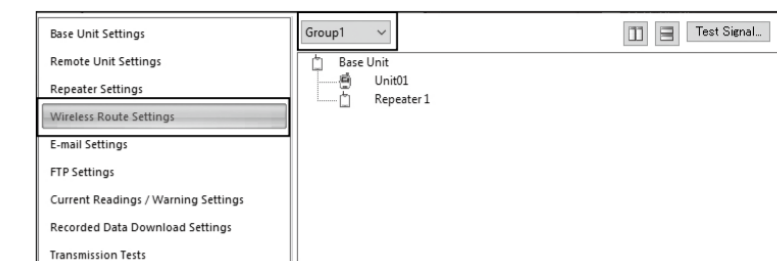 Base Unit Settings
Remote Unit Settings
Repeater Settings
Wireless Route Settings
E-mail Settings
FTP Settings
Current Readings / Warning Settings
Recorded Data Download Settings
Transmission Tests
Group1
Test Signal...
Base Unit
Unit01
Repeater 1